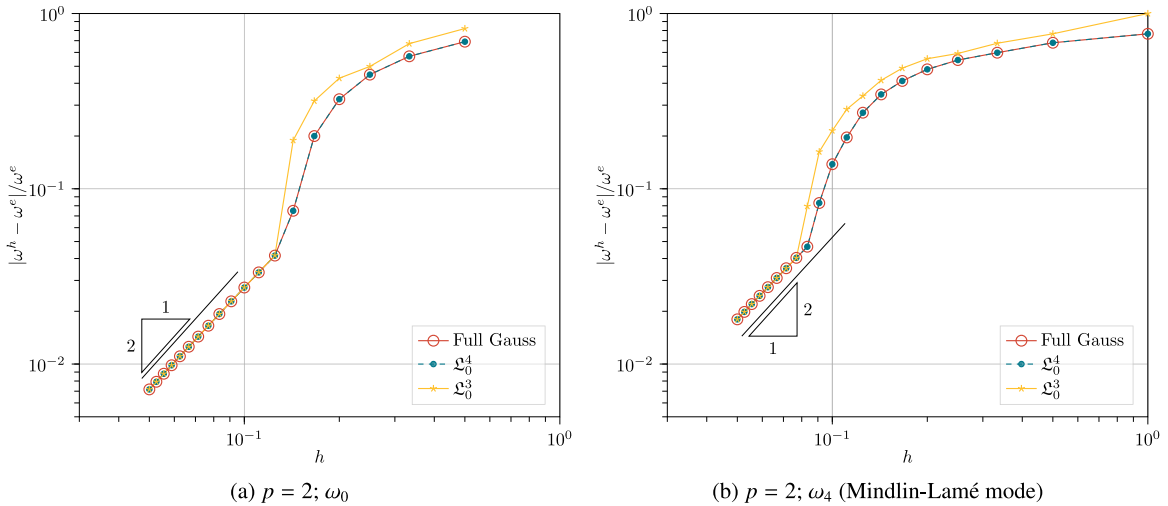 |ω^h − ω^e|/ω^e
10^0
10^−1
10^−2
2
1
Full Gauss
𝔏_0^4
𝔏_0^3
10^−1
10^0
h
(a) p = 2; ω_0
|ω^h − ω^e|/ω^e
10^0
10^−1
10^−2
2
1
Full Gauss
𝔏_0^4
𝔏_0^3
10^−1
10^0
h
(b) p = 2; ω_4 (Mindlin-Lamé mode)